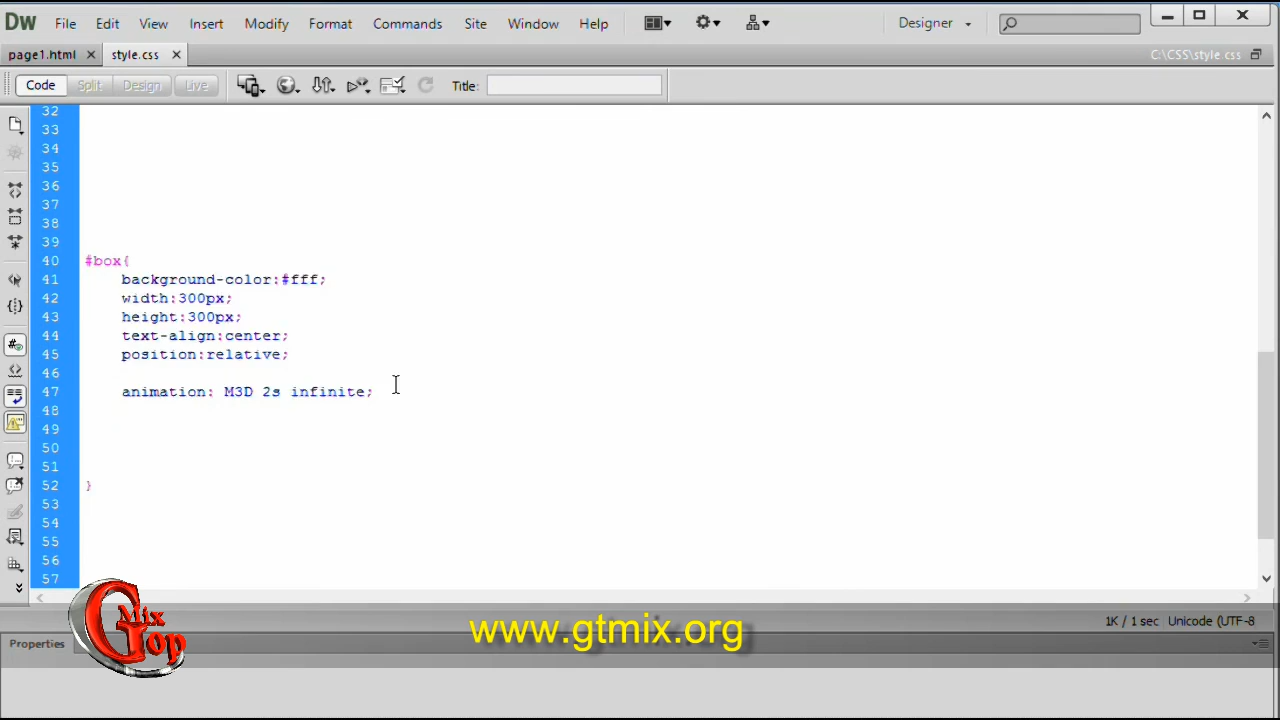 Dw File Edit View Insert Modify Format Commands Site Window Help Designer
page1.html style.css C:\CSS\style.css
Code Split Design Live Title:
32
33
34
35
36
37
38
39
40 #box{
41 background-color:#fff;
42 width:300px;
43 height:300px;
44 text-align:center;
45 position:relative;
46
47 animation: M3D 2s infinite;
48
49
50
51
52 }
53
54
55
56
57
1K / 1 sec Unicode (UTF-8
Mix
Gtop
www.gtmix.org
Properties